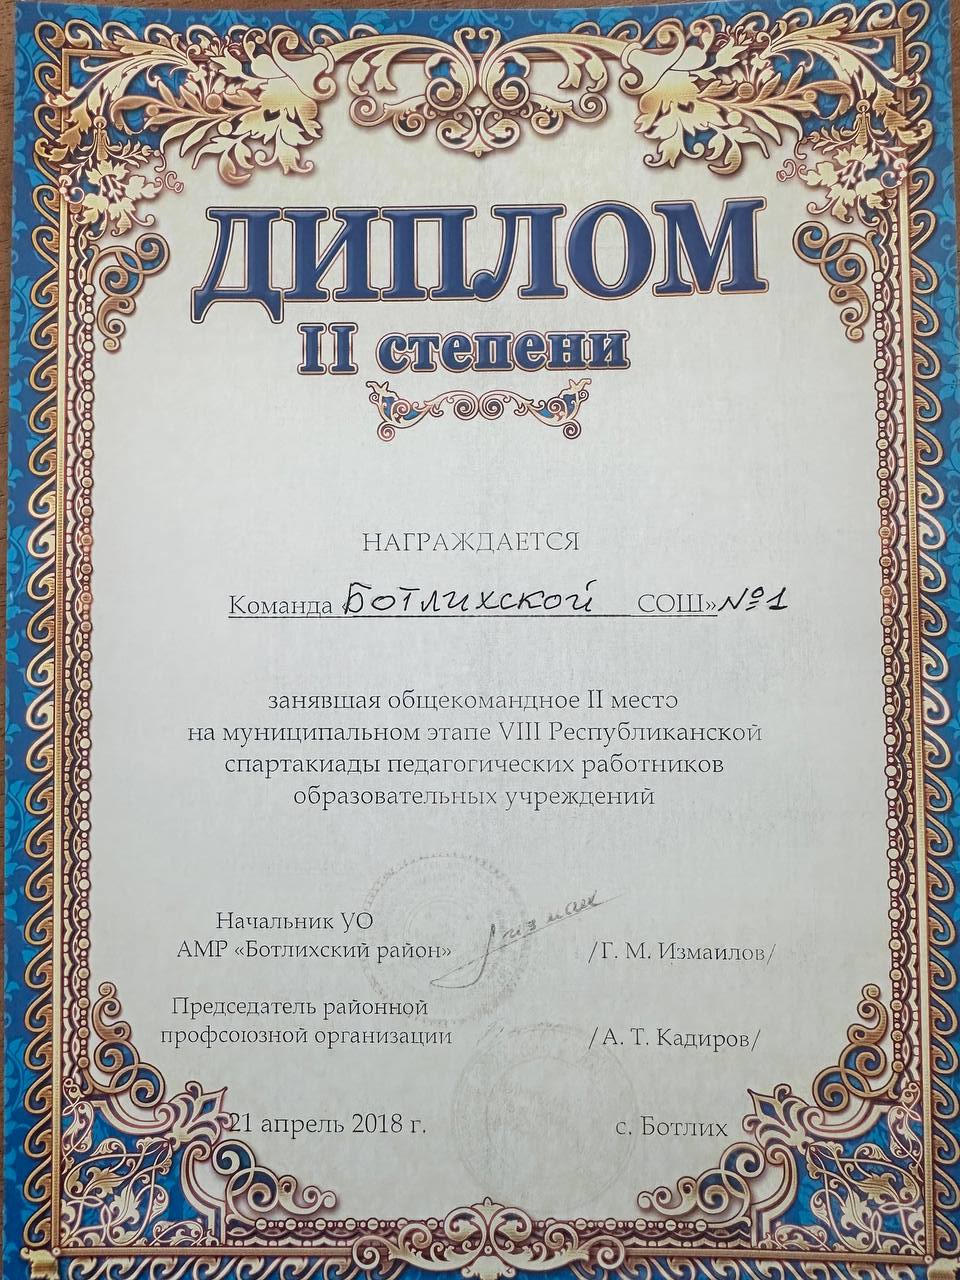 ДИПЛОМ
II степени
НАГРАЖДАЕТСЯ
Команда Ботлихской СОШ» №1
занявшая общекомандное II место
на муниципальном этапе VIII Республиканской
спартакиады педагогических работников
образовательных учреждений
Начальник УО
АМР «Ботлихский район» /Г. М. Измаилов/
Председатель районной
профсоюзной организации /А. Т. Кадиров/
21 апрель 2018 г. с. Ботлих